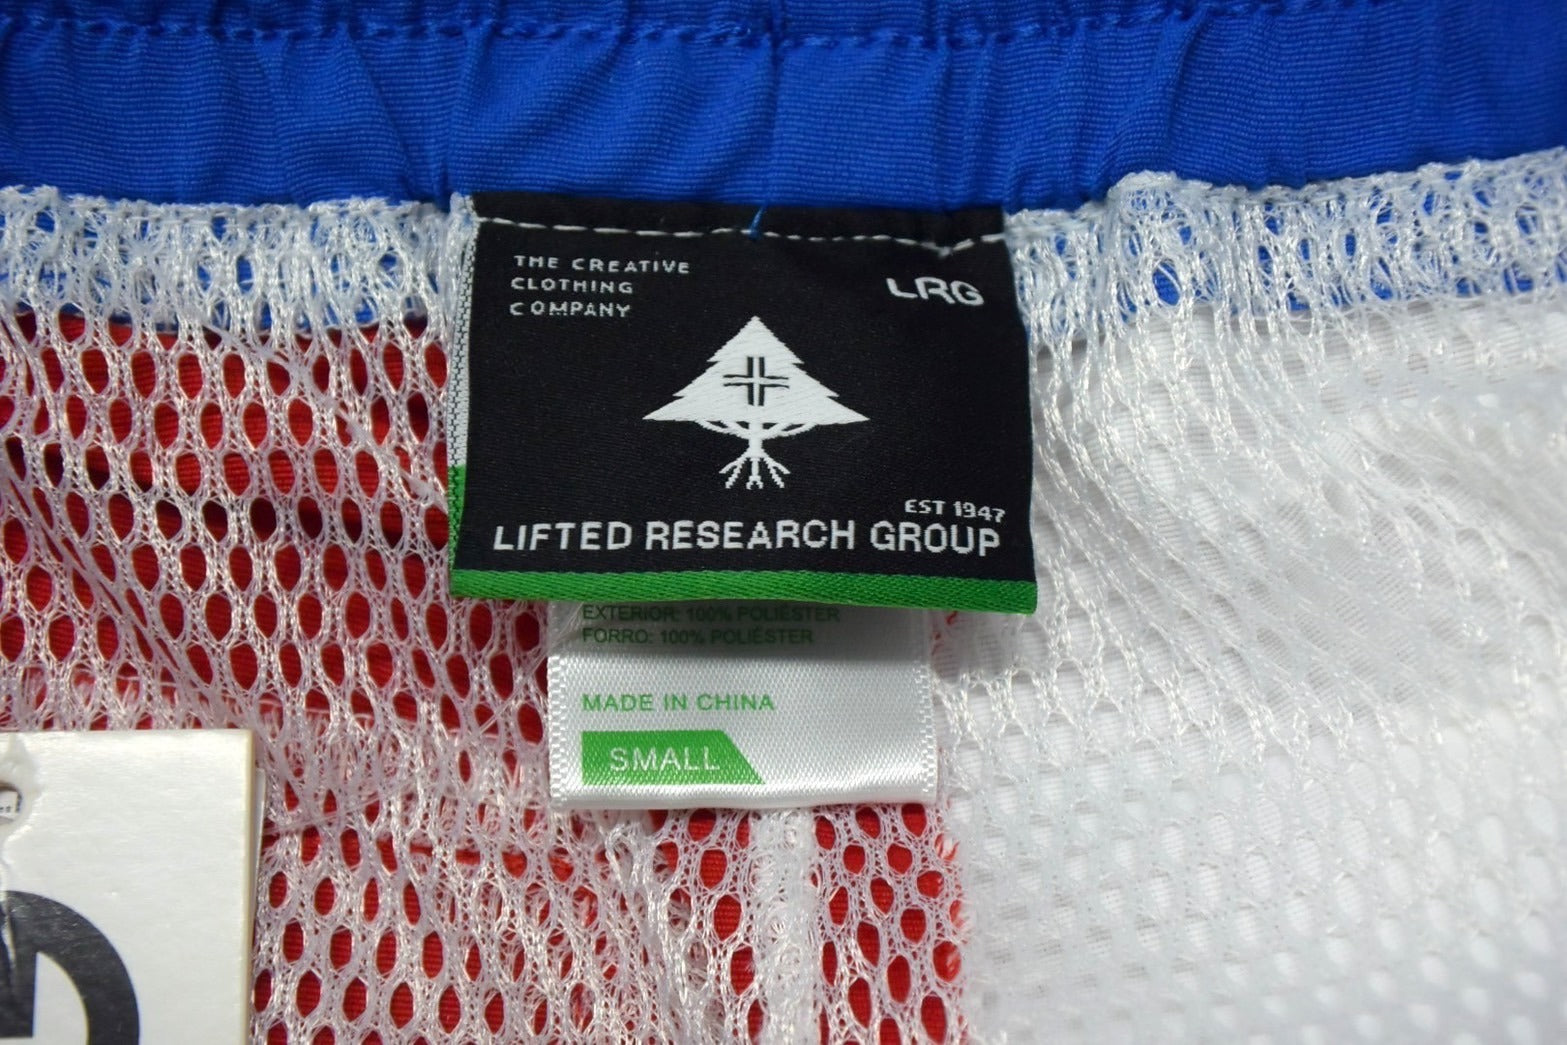 THE CREATIVE
CLOTHING
COMPANY
LRG
EST 1947
LIFTED RESEARCH GROUP
EXTERIOR: 100% POLIÉSTER
FORRO: 100% POLIÉSTER
MADE IN CHINA
SMALL